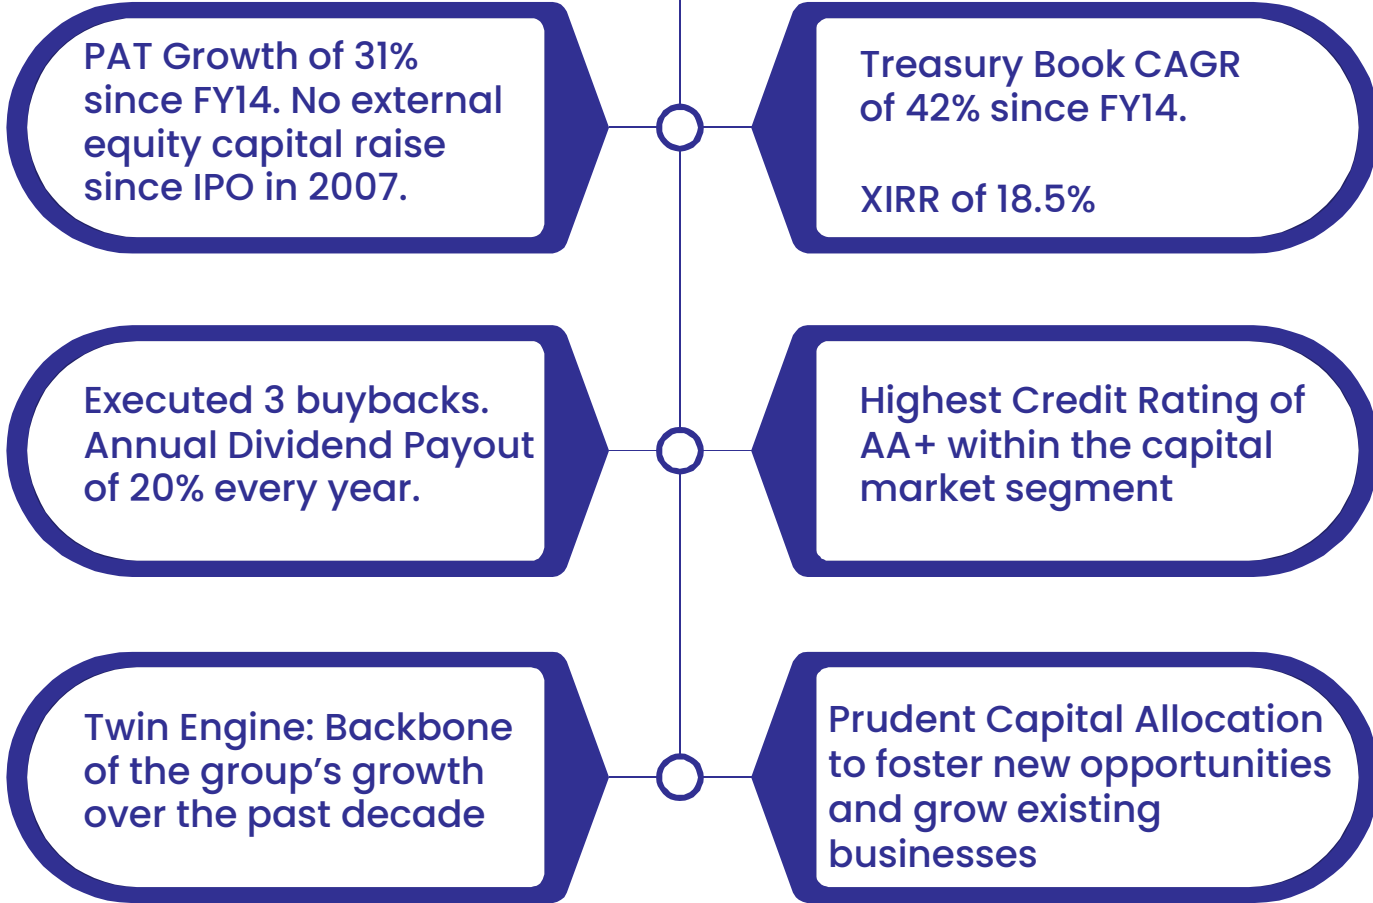 PAT Growth of 31%
since FY14. No external
equity capital raise
since IPO in 2007.
Treasury Book CAGR
of 42% since FY14.
XIRR of 18.5%
Executed 3 buybacks.
Annual Dividend Payout
of 20% every year.
Highest Credit Rating of
AA+ within the capital
market segment
Twin Engine: Backbone
of the group’s growth
over the past decade
Prudent Capital Allocation
to foster new opportunities
and grow existing
businesses